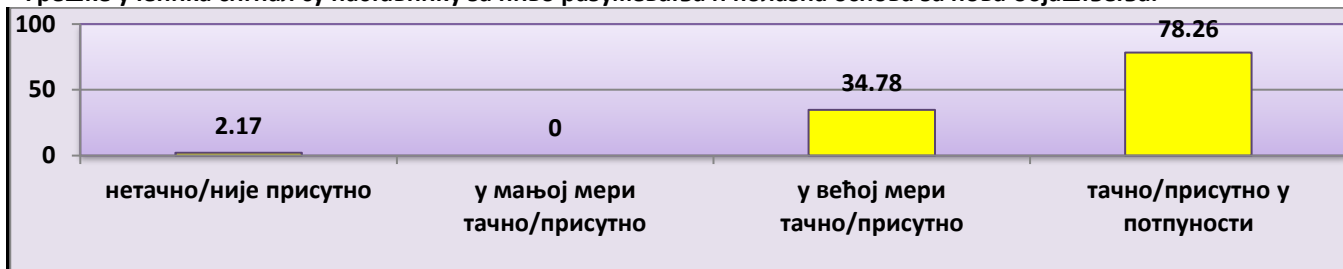 100
78.26
50
34.78
2.17
0
0
нетачно/није присутно
у мањој мери
тачно/присутно
у већој мери
тачно/присутно
тачно/присутно у
потпуности